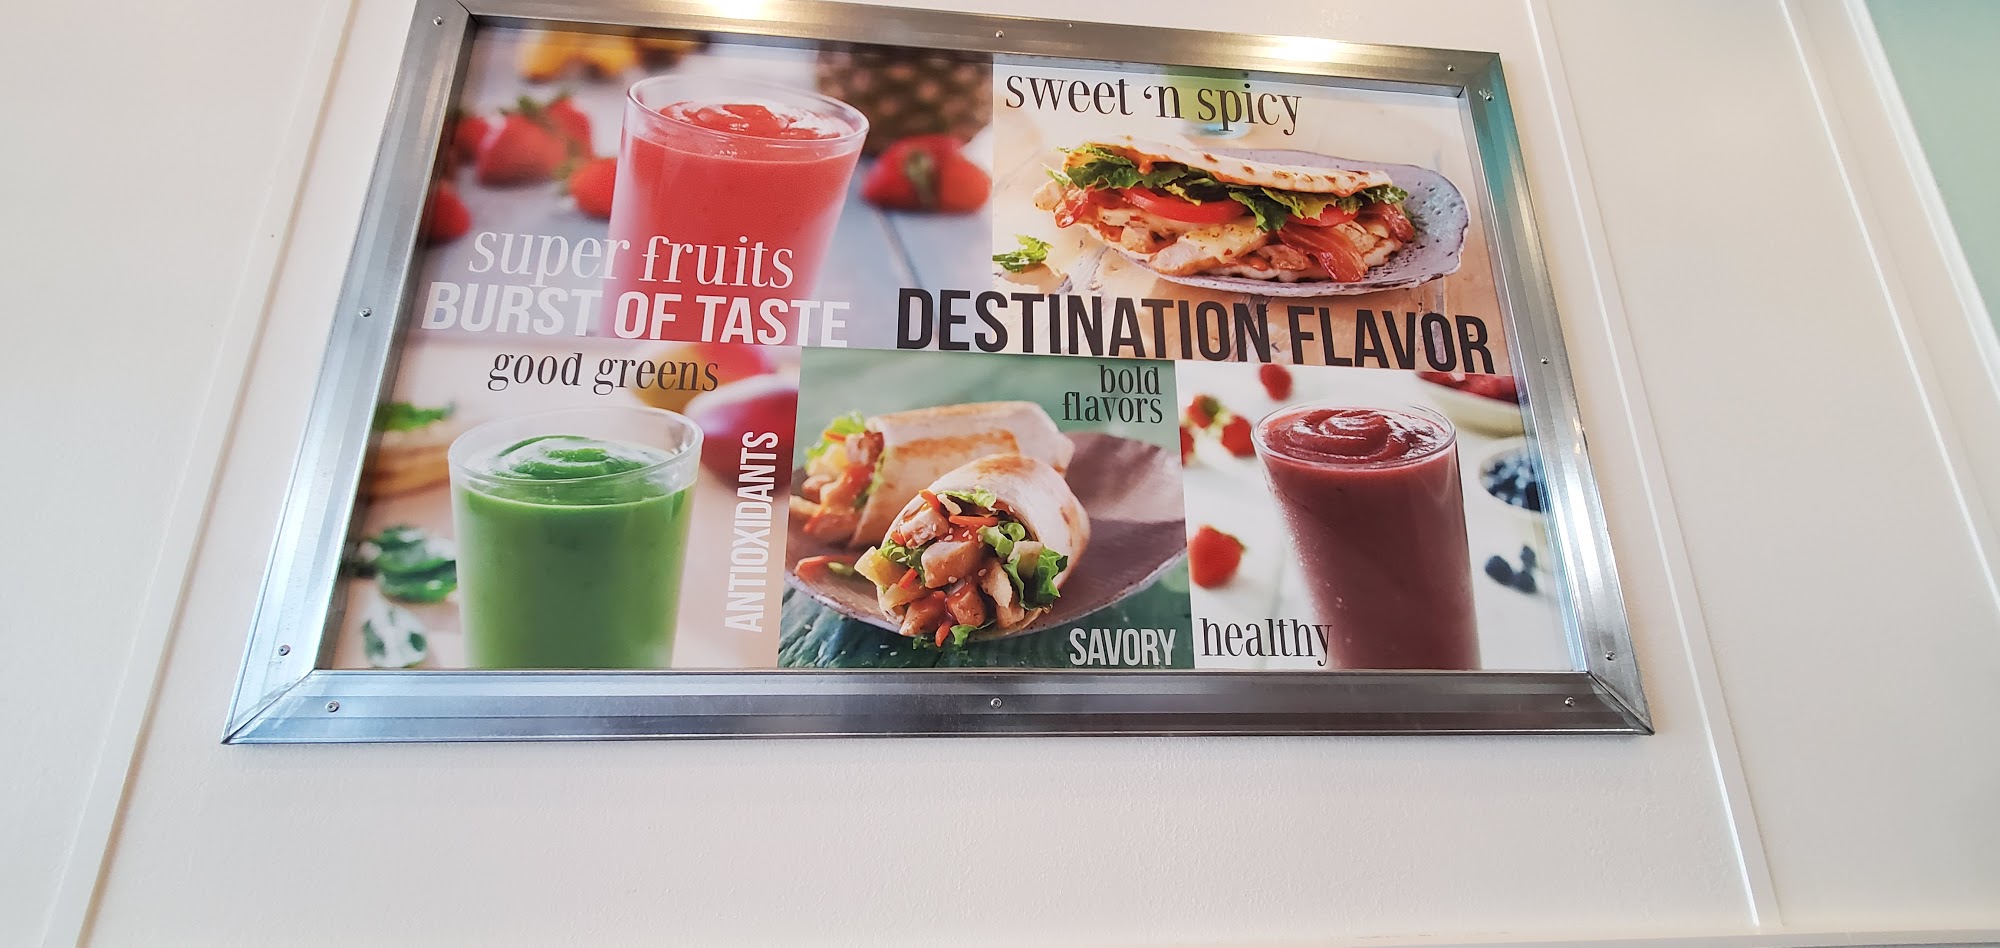 super fruits
BURST OF TASTE
sweet 'n spicy
DESTINATION FLAVOR
good greens
ANTIOXIDANTS
bold
flavors
SAVORY
healthy